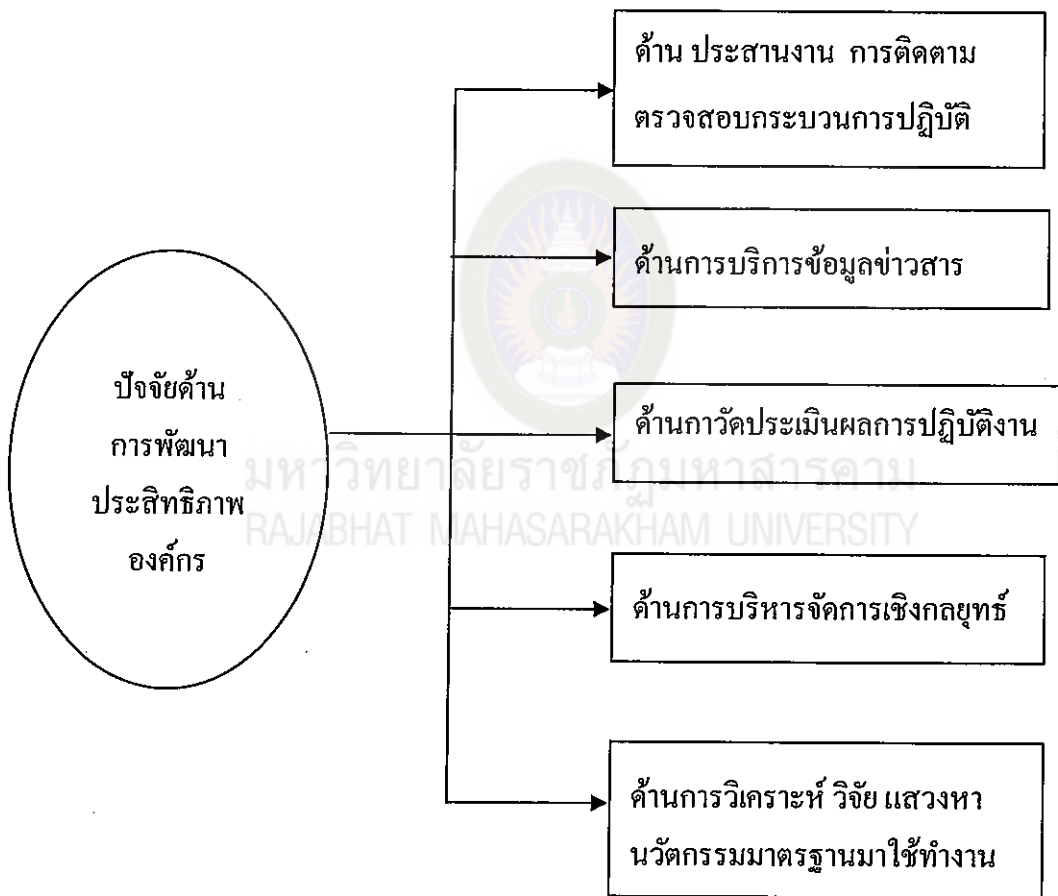 ด้าน ประสานงาน การติดตาม
ตรวจสอบกระบวนการปฏิบัติ
ด้านการบริการข้อมูลข่าวสาร
ปัจจัยด้าน
การพัฒนา
ประสิทธิภาพ
องค์กร
ด้านกาวัดประเมินผลการปฏิบัติงาน
มหาวิทยาลัยราชภัฏมหาสารคาม
RAJABHAT MAHASARAKHAM UNIVERSITY
ด้านการบริหารจัดการเชิงกลยุทธ์
ด้านการวิเคราะห์ วิจัย แสวงหา
นวัตกรรมมาตรฐานมาใช้ทำงาน